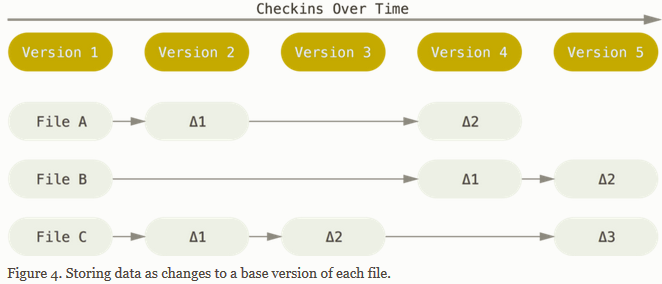 Checkins Over Time
Version 1 Version 2 Version 3 Version 4 Version 5
File A Δ1 Δ2
File B Δ1 Δ2
File C Δ1 Δ2 Δ3
Figure 4. Storing data as changes to a base version of each file.